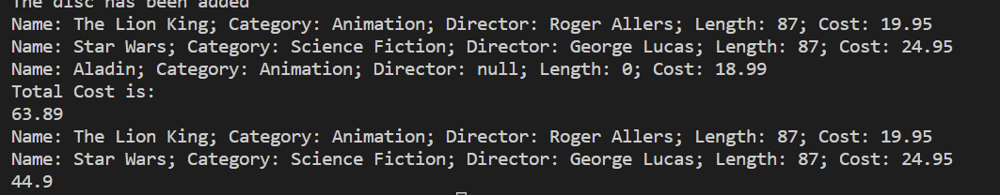 The disc has been added
Name: The Lion King; Category: Animation; Director: Roger Allers; Length: 87; Cost: 19.95
Name: Star Wars; Category: Science Fiction; Director: George Lucas; Length: 87; Cost: 24.95
Name: Aladin; Category: Animation; Director: null; Length: 0; Cost: 18.99
Total Cost is:
63.89
Name: The Lion King; Category: Animation; Director: Roger Allers; Length: 87; Cost: 19.95
Name: Star Wars; Category: Science Fiction; Director: George Lucas; Length: 87; Cost: 24.95
44.9